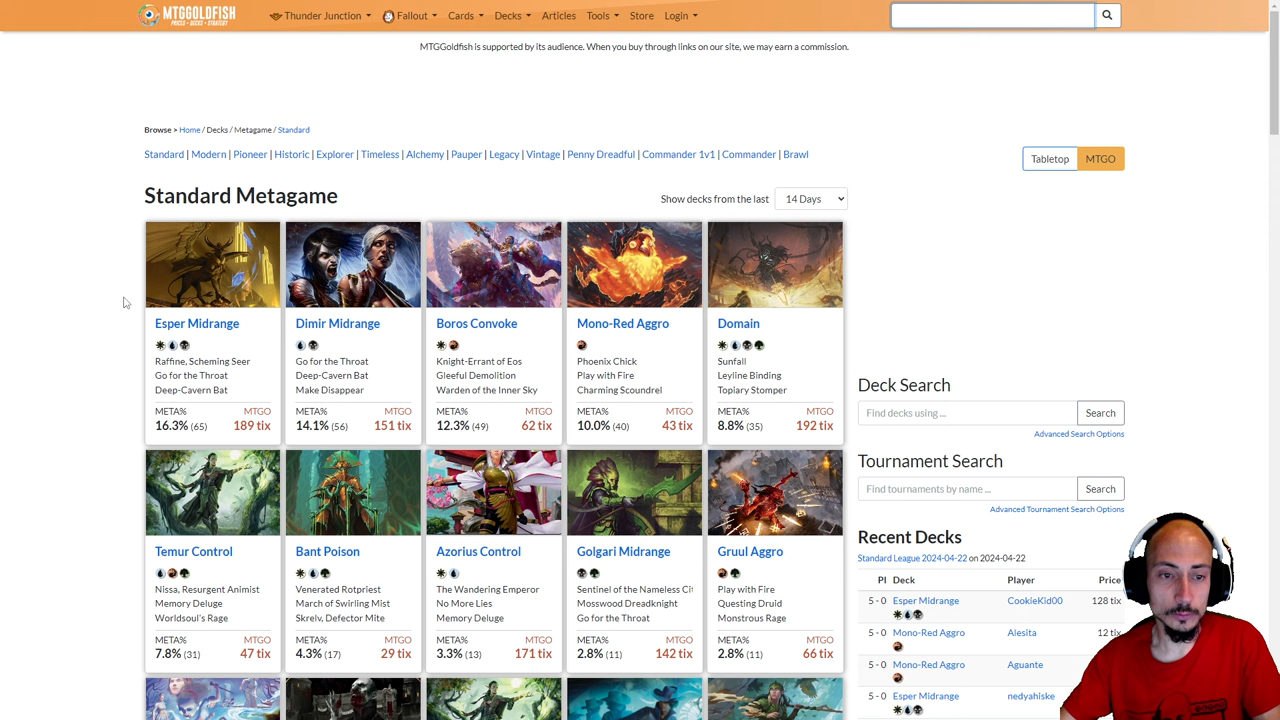 MTGGOLDFISH
PRICES • DECKS • STRATEGY
Thunder Junction
Fallout
Cards
Decks
Articles
Tools
Store
Login
MTGGoldfish is supported by its audience. When you buy through links on our site, we may earn a commission.
Browse > Home / Decks / Metagame / Standard
Standard | Modern | Pioneer | Historic | Explorer | Timeless | Alchemy | Pauper | Legacy | Vintage | Penny Dreadful | Commander 1v1 | Commander | Brawl
Tabletop
MTGO
Standard Metagame
Show decks from the last
14 Days
Esper Midrange
Raffine, Scheming Seer
Go for the Throat
Deep-Cavern Bat
META%
MTGO
16.3% (65)
189 tix
Dimir Midrange
Go for the Throat
Deep-Cavern Bat
Make Disappear
META%
MTGO
14.1% (56)
151 tix
Boros Convoke
Knight-Errant of Eos
Gleeful Demolition
Warden of the Inner Sky
META%
MTGO
12.3% (49)
62 tix
Mono-Red Aggro
Phoenix Chick
Play with Fire
Charming Scoundrel
META%
MTGO
10.0% (40)
43 tix
Domain
Sunfall
Leyline Binding
Topiary Stomper
META%
MTGO
8.8% (35)
192 tix
Temur Control
Nissa, Resurgent Animist
Memory Deluge
Worldsoul's Rage
META%
MTGO
7.8% (31)
47 tix
Bant Poison
Venerated Rotpriest
March of Swirling Mist
Skrelv, Defector Mite
META%
MTGO
4.3% (17)
29 tix
Azorius Control
The Wandering Emperor
No More Lies
Memory Deluge
META%
MTGO
3.3% (13)
171 tix
Golgari Midrange
Sentinel of the Nameless Cit
Mosswood Dreadknight
Go for the Throat
META%
MTGO
2.8% (11)
142 tix
Gruul Aggro
Play with Fire
Questing Druid
Monstrous Rage
META%
MTGO
2.8% (11)
66 tix
Deck Search
Find decks using ...
Search
Advanced Search Options
Tournament Search
Find tournaments by name ...
Search
Advanced Tournament Search Options
Recent Decks
Standard League 2024-04-22 on 2024-04-22
Pl Deck Player Price
5 - 0 Esper Midrange CookieKid00 128 tix
5 - 0 Mono-Red Aggro Alesita 12 tix
5 - 0 Mono-Red Aggro Aguante
5 - 0 Esper Midrange nedyahiske